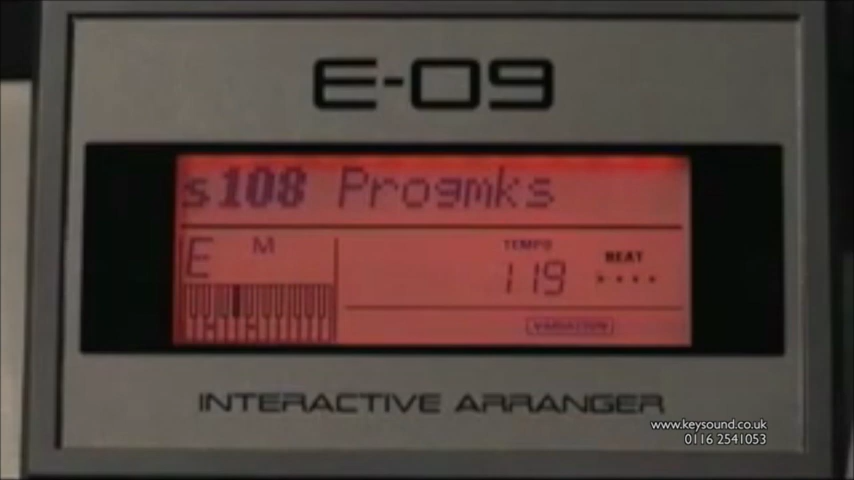 E-09
s108 Progmks
E M
TEMPO
119
BEAT
VARIATION
INTERACTIVE ARRANGER
www.keysound.co.uk
0116 2541053